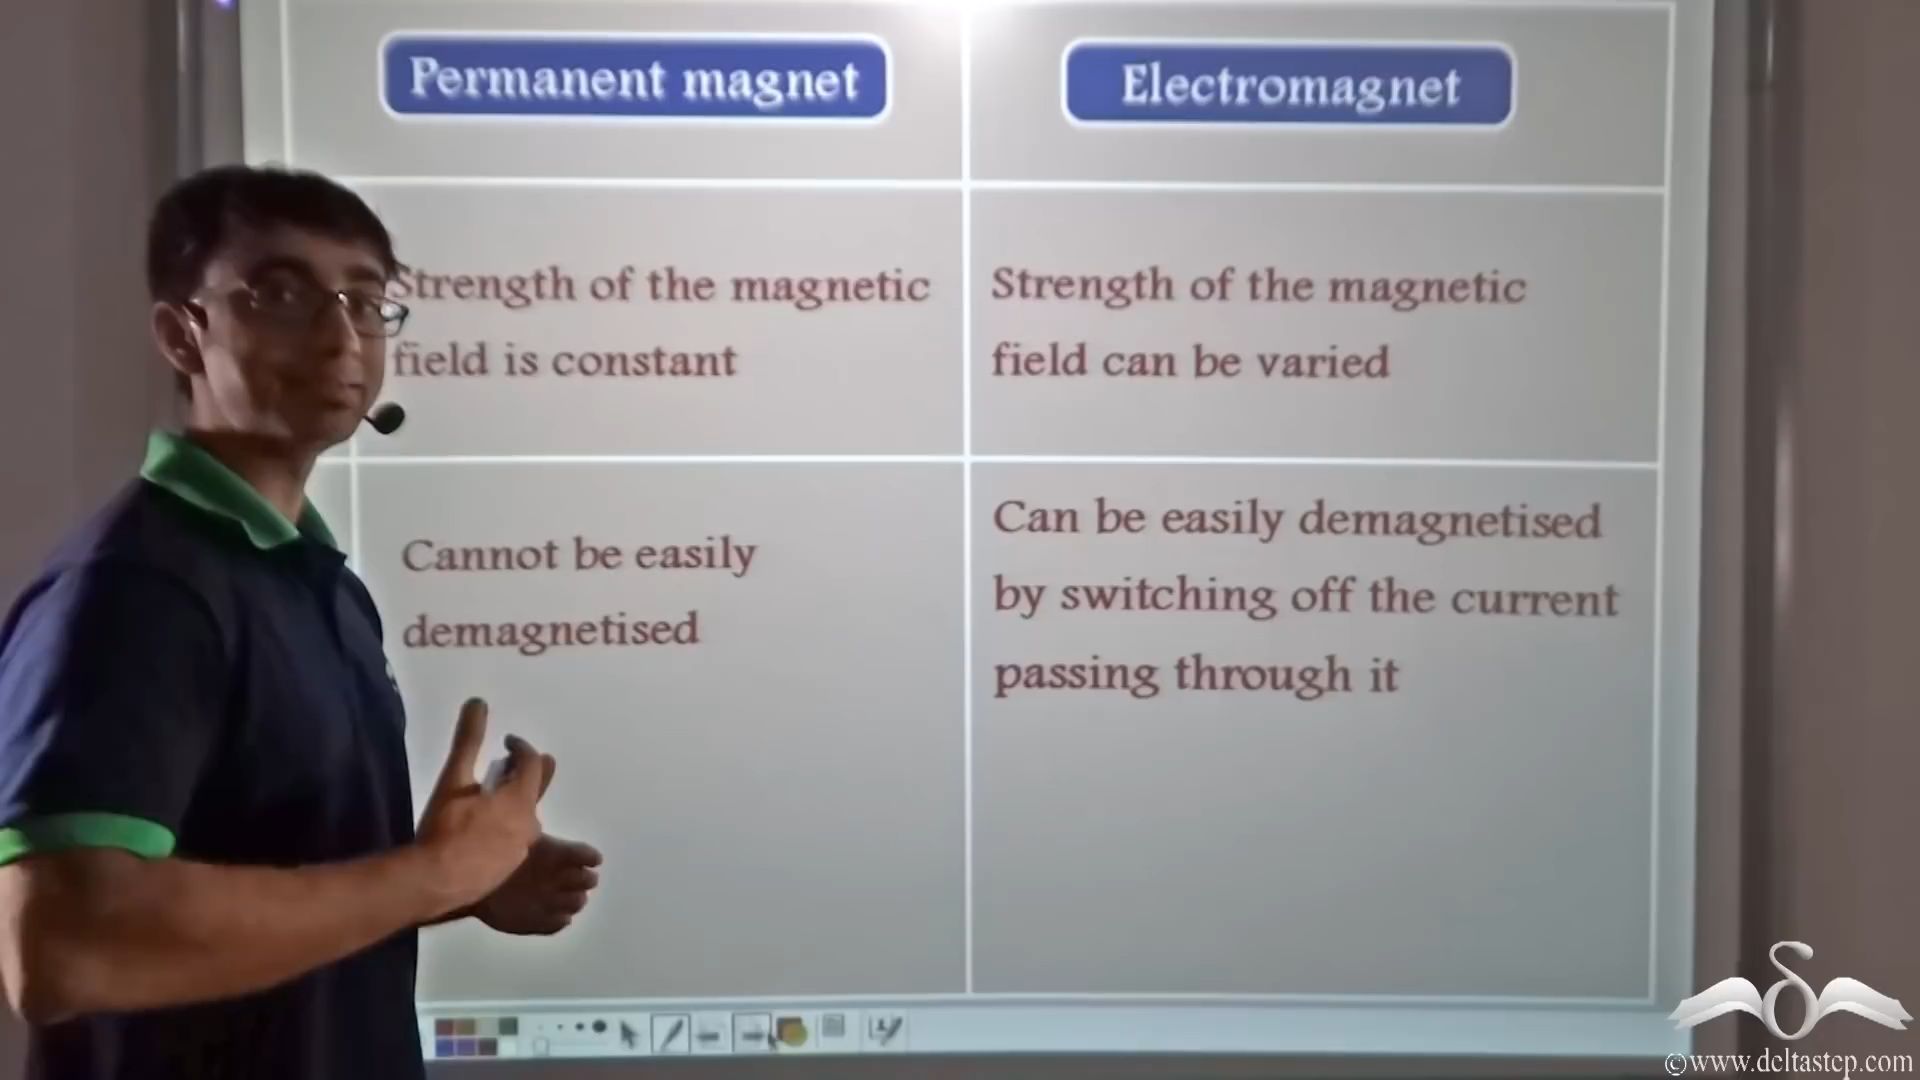 Permanent magnet
Electromagnet
Strength of the magnetic
field is constant
Strength of the magnetic
field can be varied
Cannot be easily
demagnetised
Can be easily demagnetised
by switching off the current
passing through it
©www.deltastep.com